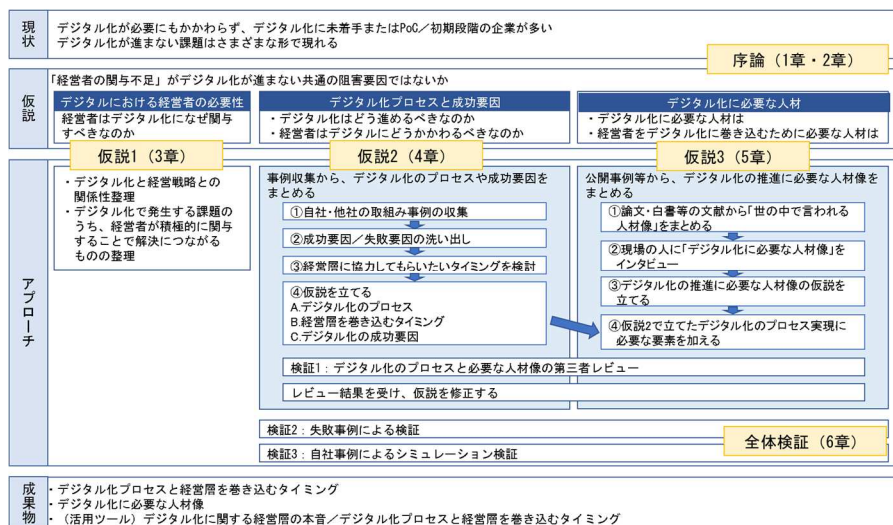 現状
デジタル化が必要にもかかわらず、デジタル化に未着手またはPoC／初期段階の企業が多い
デジタル化が進まない課題はさまざまな形で現れる
序論（1章・2章）
仮説
「経営者の関与不足」がデジタル化が進まない共通の阻害要因ではないか
デジタルにおける経営者の必要性
経営者はデジタル化になぜ関与
すべきなのか
デジタル化プロセスと成功要因
・デジタル化はどう進めるべきなのか
・経営者はデジタルにどうかかわるべきなのか
デジタル化に必要な人材
・デジタル化に必要な人材は
・経営者をデジタル化に巻き込むために必要な人材は
アプローチ
仮説1（3章）
・デジタル化と経営戦略との
関係性整理
・デジタル化で発生する課題の
うち、経営者が積極的に関与
することで解決につながる
ものの整理
仮説2（4章）
事例収集から、デジタル化のプロセスや成功要因を
まとめる
①自社・他社の取組み事例の収集
②成功要因／失敗要因の洗い出し
③経営層に協力してもらいたいタイミングを検討
④仮説を立てる
A.デジタル化のプロセス
B.経営層を巻き込むタイミング
C.デジタル化の成功要因
仮説3（5章）
公開事例等から、デジタル化の推進に必要な人材像
をまとめる
①論文・白書等の文献から「世の中で言われる
人材像」をまとめる
②現場の人に「デジタル化に必要な人材像」を
インタビュー
③デジタル化の推進に必要な人材像の仮説を
立てる
④仮説2で立てたデジタル化のプロセス実現に
必要な要素を加える
検証1：デジタル化のプロセスと必要な人材像の第三者レビュー
レビュー結果を受け、仮説を修正する
検証2：失敗事例による検証
検証3：自社事例によるシミュレーション検証
全体検証（6章）
成果物
・デジタル化プロセスと経営層を巻き込むタイミング
・デジタル化に必要な人材像
・（活用ツール）デジタル化に関する経営層の本音／デジタル化プロセスと経営層を巻き込むタイミング